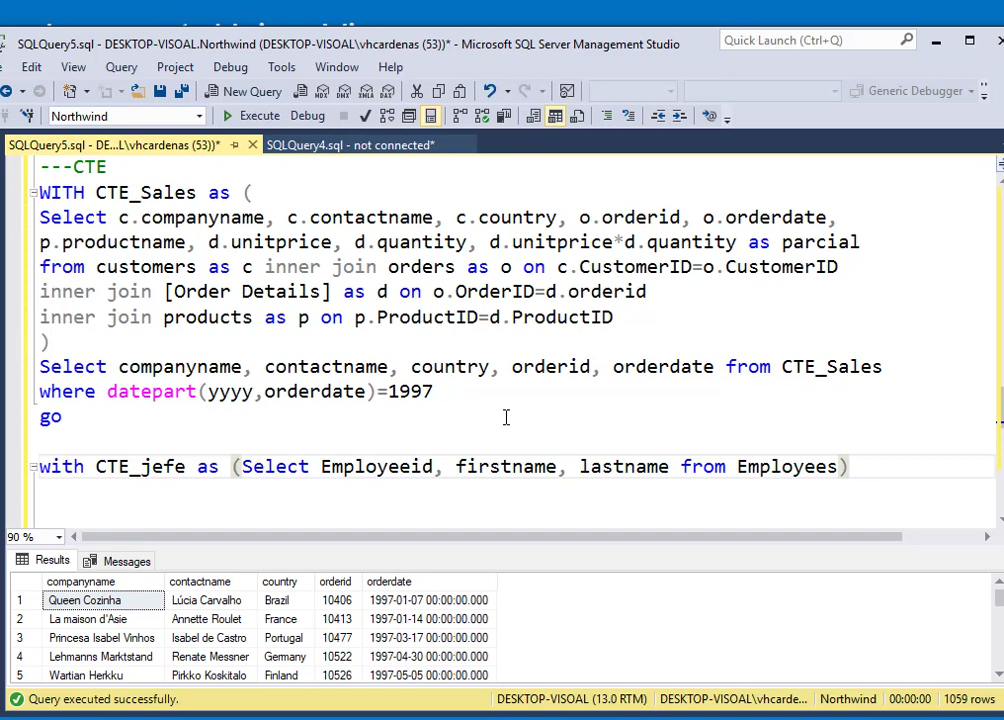 SQLQuery5.sql - DESKTOP-VISOAL.Northwind (DESKTOP-VISOAL\vhcardenas (53))* - Microsoft SQL Server Management Studio
Quick Launch (Ctrl+Q)
Edit View Query Project Debug Tools Window Help
New Query
Generic Debugger
Northwind
Execute Debug
SQLQuery5.sql - DE...L\vhcardenas (53))*
SQLQuery4.sql - not connected*
---CTE
WITH CTE_Sales as (
Select c.companyname, c.contactname, c.country, o.orderid, o.orderdate,
p.productname, d.unitprice, d.quantity, d.unitprice*d.quantity as parcial
from customers as c inner join orders as o on c.CustomerID=o.CustomerID
inner join [Order Details] as d on o.OrderID=d.orderid
inner join products as p on p.ProductID=d.ProductID
)
Select companyname, contactname, country, orderid, orderdate from CTE_Sales
where datepart(yyyy,orderdate)=1997
go
with CTE_jefe as (Select Employeeid, firstname, lastname from Employees)
90 %
Results Messages
companyname contactname country orderid orderdate
1 Queen Cozinha Lúcia Carvalho Brazil 10406 1997-01-07 00:00:00.000
2 La maison d'Asie Annette Roulet France 10413 1997-01-14 00:00:00.000
3 Princesa Isabel Vinhos Isabel de Castro Portugal 10477 1997-03-17 00:00:00.000
4 Lehmanns Marktstand Renate Messner Germany 10522 1997-04-30 00:00:00.000
5 Wartian Herkku Pirkko Koskitalo Finland 10526 1997-05-05 00:00:00.000
Query executed successfully.
DESKTOP-VISOAL (13.0 RTM) DESKTOP-VISOAL\vhcarde... Northwind 00:00:00 1059 rows